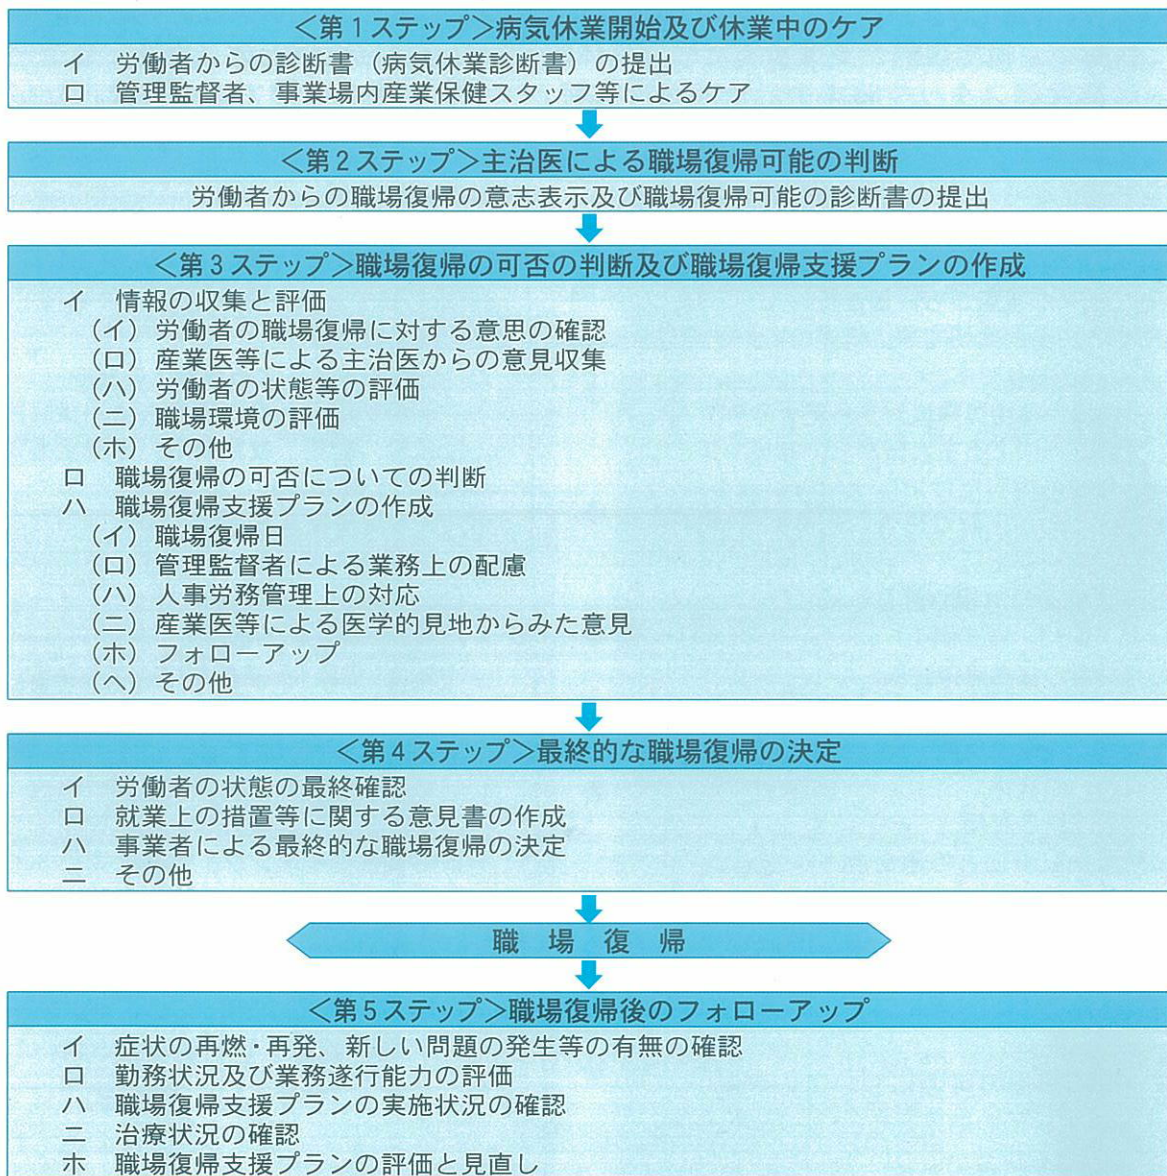 ＜第１ステップ＞病気休業開始及び休業中のケア
イ　労働者からの診断書（病気休業診断書）の提出
ロ　管理監督者、事業場内産業保健スタッフ等によるケア
＜第２ステップ＞主治医による職場復帰可能の判断
労働者からの職場復帰の意志表示及び職場復帰可能の診断書の提出
＜第３ステップ＞職場復帰の可否の判断及び職場復帰支援プランの作成
イ　情報の収集と評価
（イ）労働者の職場復帰に対する意思の確認
（ロ）産業医等による主治医からの意見収集
（ハ）労働者の状態等の評価
（ニ）職場環境の評価
（ホ）その他
ロ　職場復帰の可否についての判断
ハ　職場復帰支援プランの作成
（イ）職場復帰日
（ロ）管理監督者による業務上の配慮
（ハ）人事労務管理上の対応
（ニ）産業医等による医学的見地からみた意見
（ホ）フォローアップ
（ヘ）その他
＜第４ステップ＞最終的な職場復帰の決定
イ　労働者の状態の最終確認
ロ　就業上の措置等に関する意見書の作成
ハ　事業者による最終的な職場復帰の決定
ニ　その他
職　場　復　帰
＜第５ステップ＞職場復帰後のフォローアップ
イ　症状の再燃・再発、新しい問題の発生等の有無の確認
ロ　勤務状況及び業務遂行能力の評価
ハ　職場復帰支援プランの実施状況の確認
ニ　治療状況の確認
ホ　職場復帰支援プランの評価と見直し